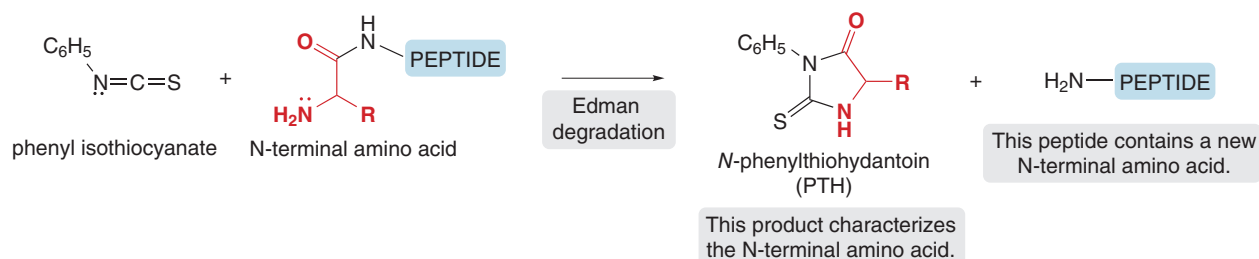 C6H5
N=C=S
phenyl isothiocyanate
+
O
H
N
PEPTIDE
H2N
R
N-terminal amino acid
Edman
degradation
C6H5
O
N
R
S
N
H
N-phenylthiohydantoin
(PTH)
This product characterizes
the N-terminal amino acid.
+
H2N
PEPTIDE
This peptide contains a new
N-terminal amino acid.